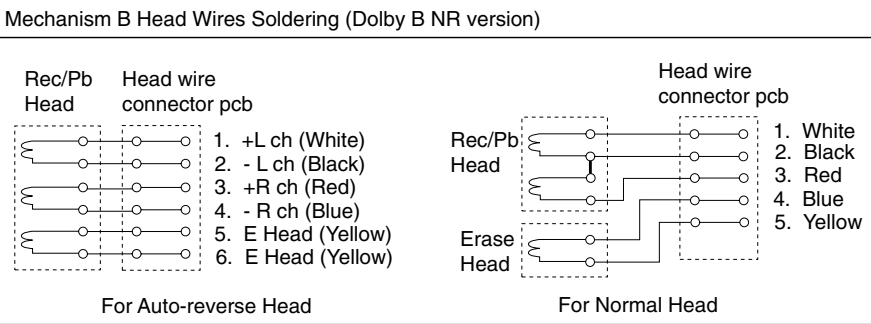 Mechanism B Head Wires Soldering (Dolby B NR version)
Rec/Pb
Head
Head wire
connector pcb
1. +L ch (White)
2. - L ch (Black)
3. +R ch (Red)
4. - R ch (Blue)
5. E Head (Yellow)
6. E Head (Yellow)
For Auto-reverse Head
Head wire
connector pcb
Rec/Pb
Head
Erase
Head
1. White
2. Black
3. Red
4. Blue
5. Yellow
For Normal Head